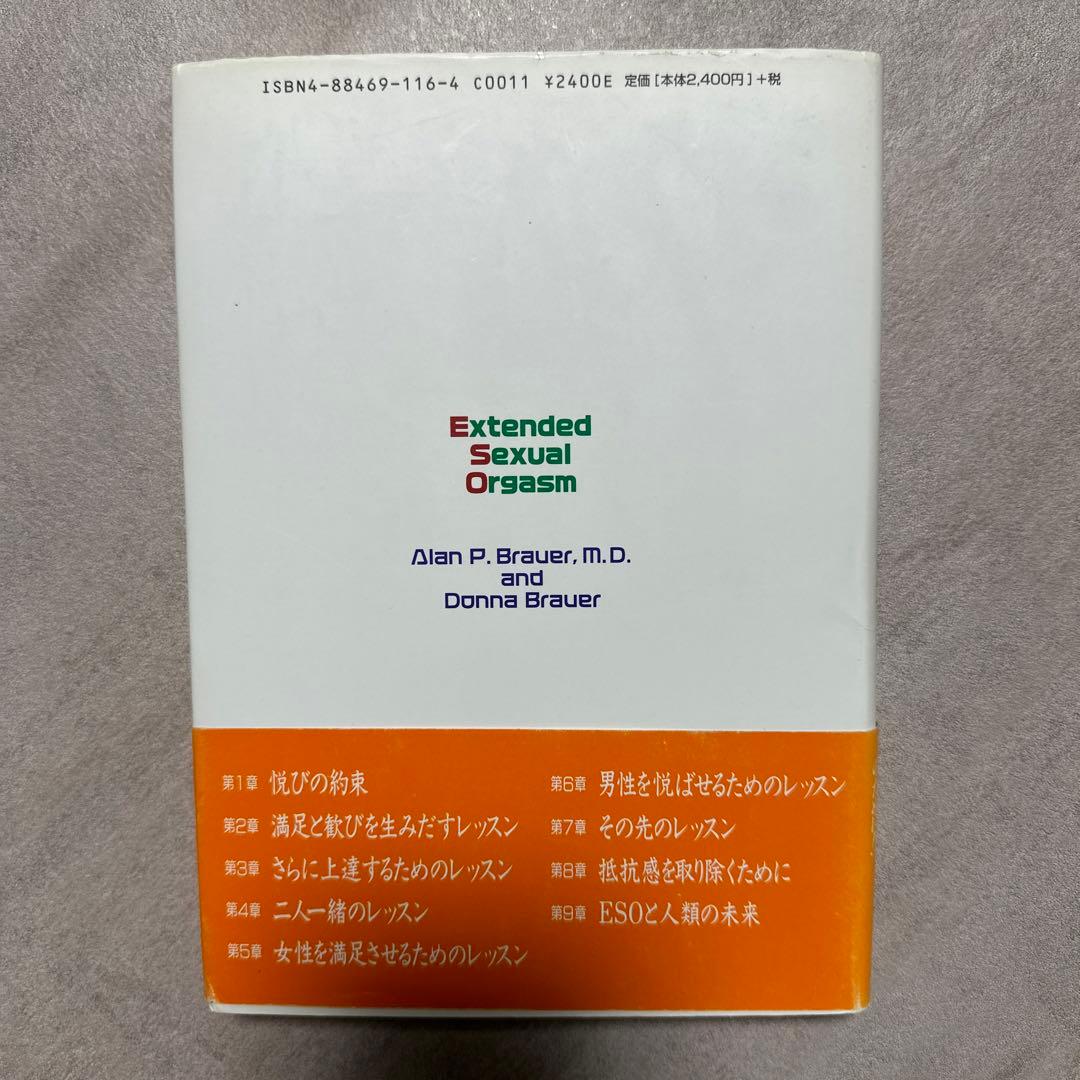 ISBN4-88469-116-4 C0011 ¥2400E 定価[本体2,400円]+税
Extended
Sexual
Orgasm
Alan P. Brauer, M.D.
and
Donna Brauer
第1章 悦びの約束
第2章 満足と歓びを生みだすレッスン
第3章 さらに上達するためのレッスン
第4章 二人一緒のレッスン
第5章 女性を満足させるためのレッスン
第6章 男性を悦ばせるためのレッスン
第7章 その先のレッスン
第8章 抵抗感を取り除くために
第9章 ESOと人類の未来